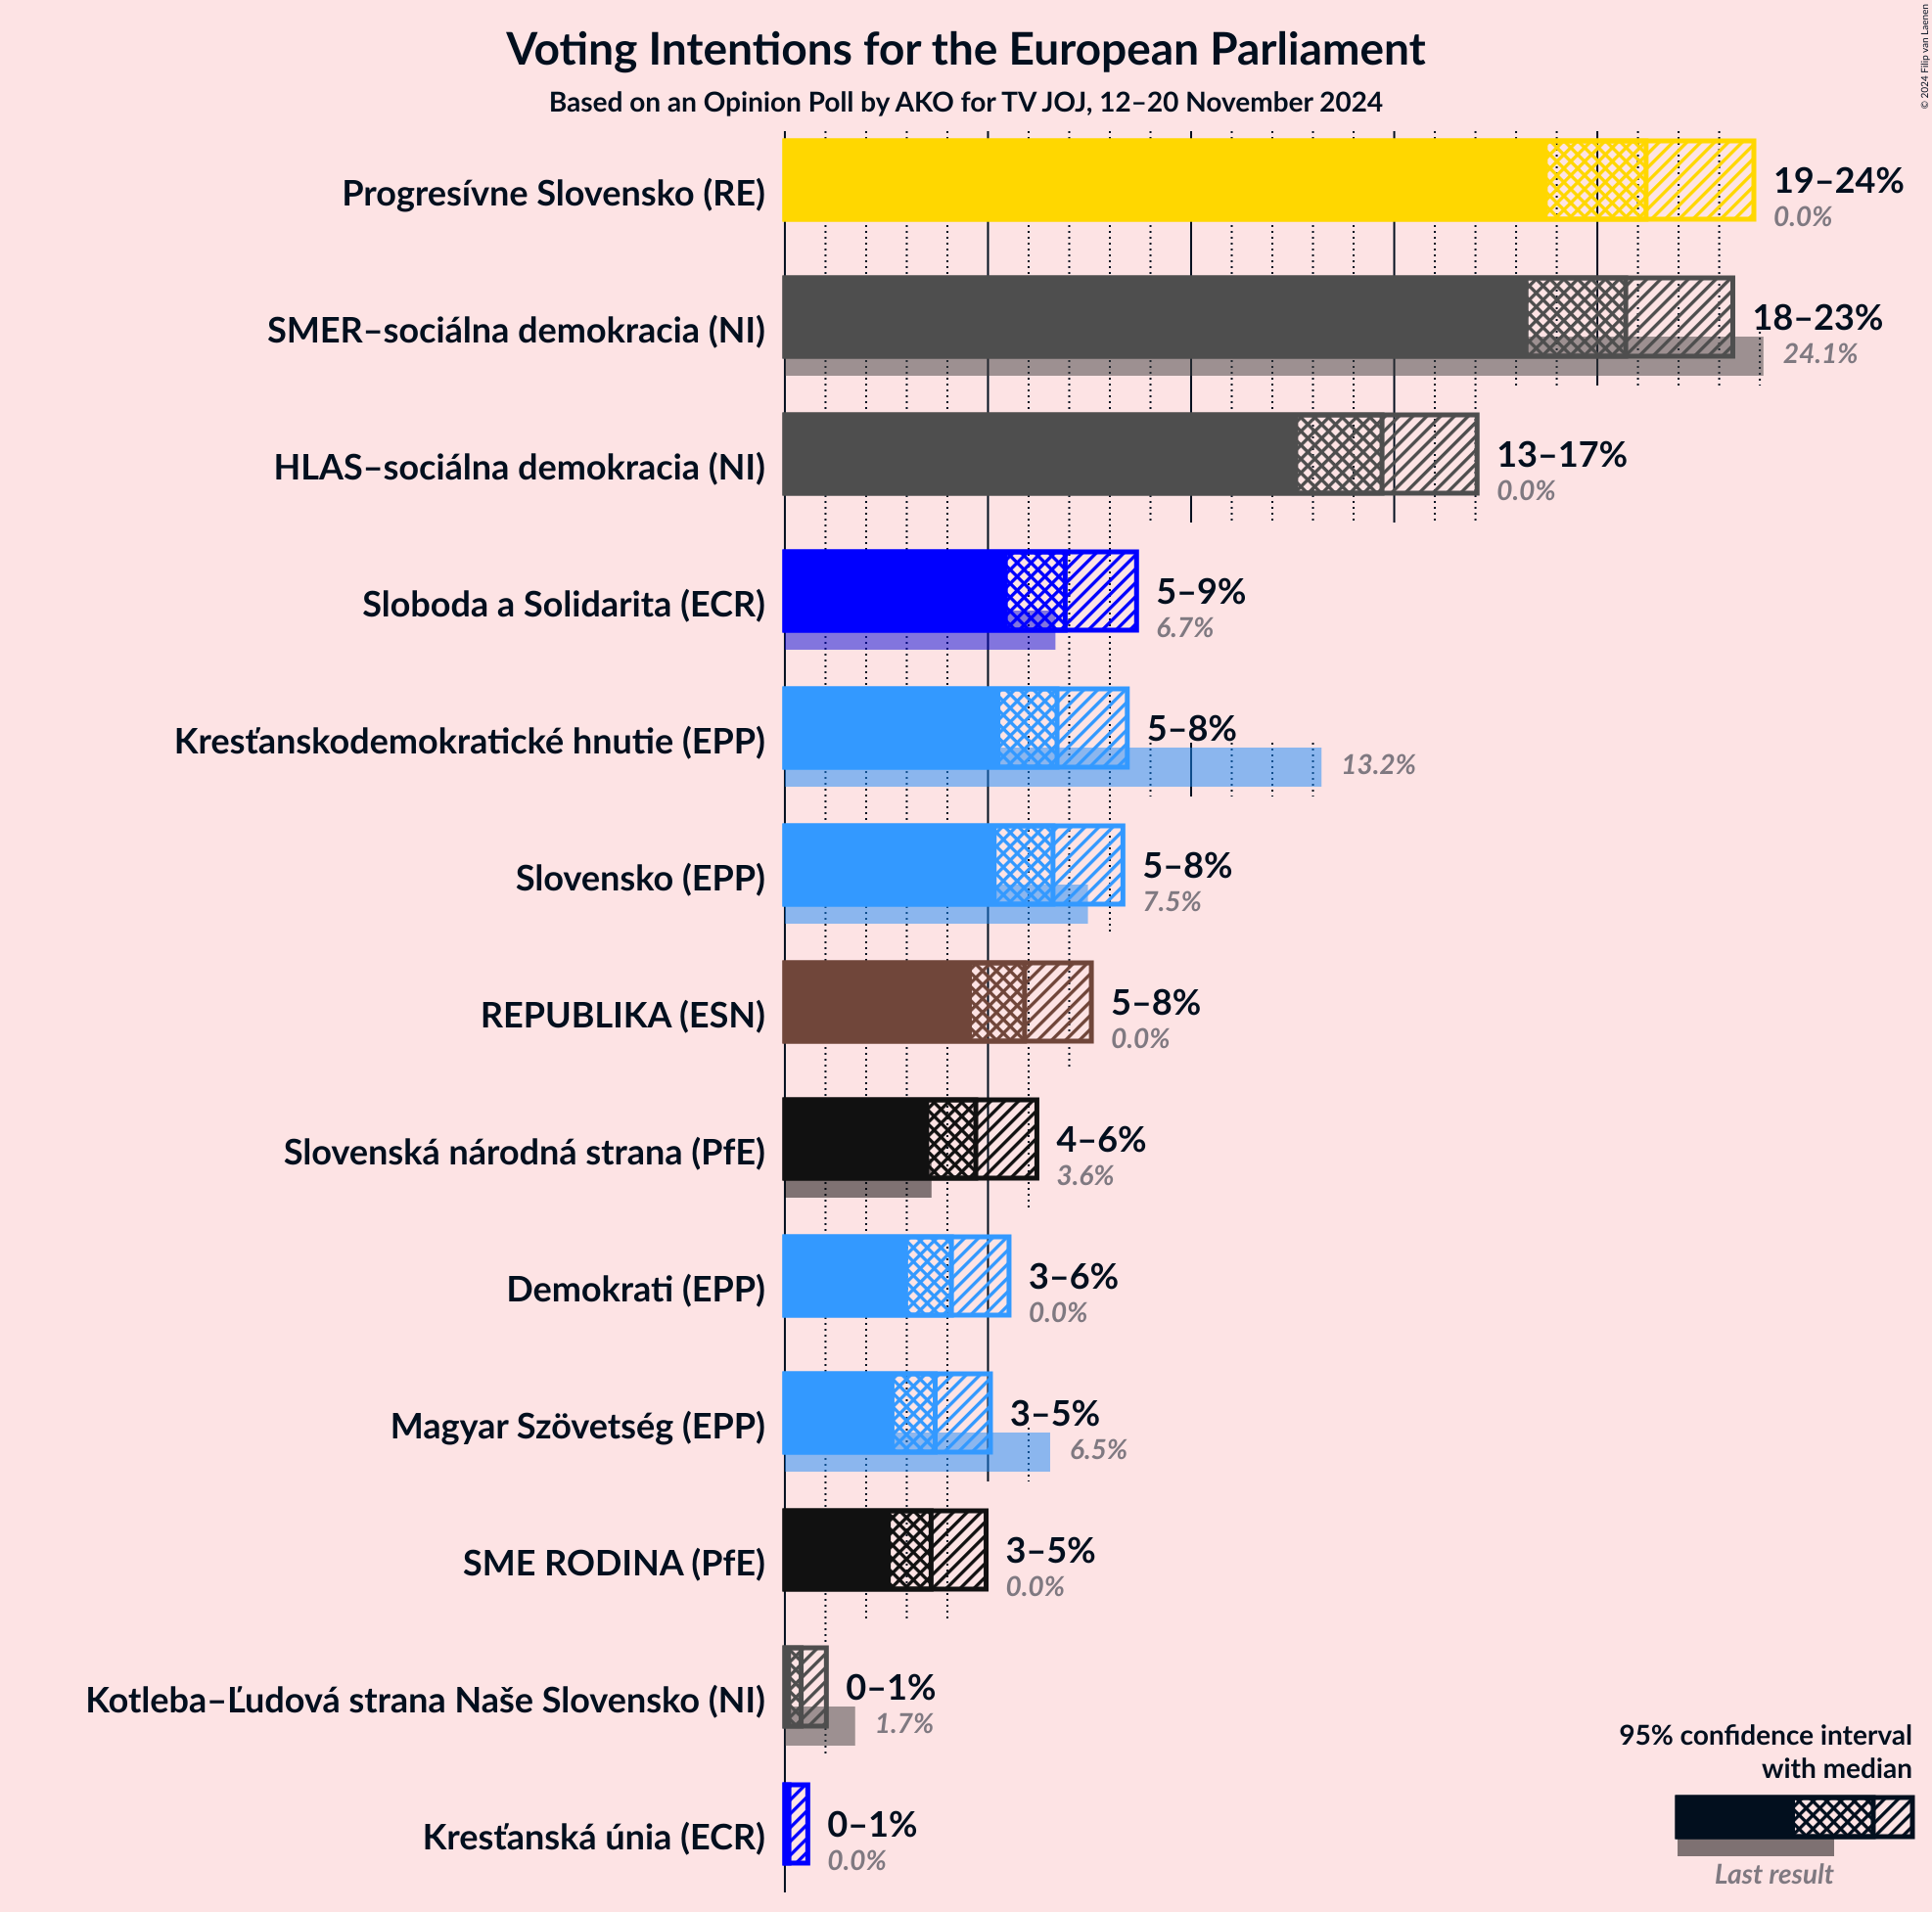 © 2024 Filip van Laenen
Voting Intentions for the European Parliament
Based on an Opinion Poll by AKO for TV JOJ, 12–20 November 2024
Progresívne Slovensko (RE)
19–24%
0.0%
SMER–sociálna demokracia (NI)
18–23%
24.1%
HLAS–sociálna demokracia (NI)
13–17%
0.0%
Sloboda a Solidarita (ECR)
5–9%
6.7%
Kresťanskodemokratické hnutie (EPP)
5–8%
13.2%
Slovensko (EPP)
5–8%
7.5%
REPUBLIKA (ESN)
5–8%
0.0%
Slovenská národná strana (PfE)
4–6%
3.6%
Demokrati (EPP)
3–6%
0.0%
Magyar Szövetség (EPP)
3–5%
6.5%
SME RODINA (PfE)
3–5%
0.0%
Kotleba–Ľudová strana Naše Slovensko (NI)
0–1%
1.7%
Kresťanská únia (ECR)
0–1%
0.0%
95% confidence interval
with median
Last result